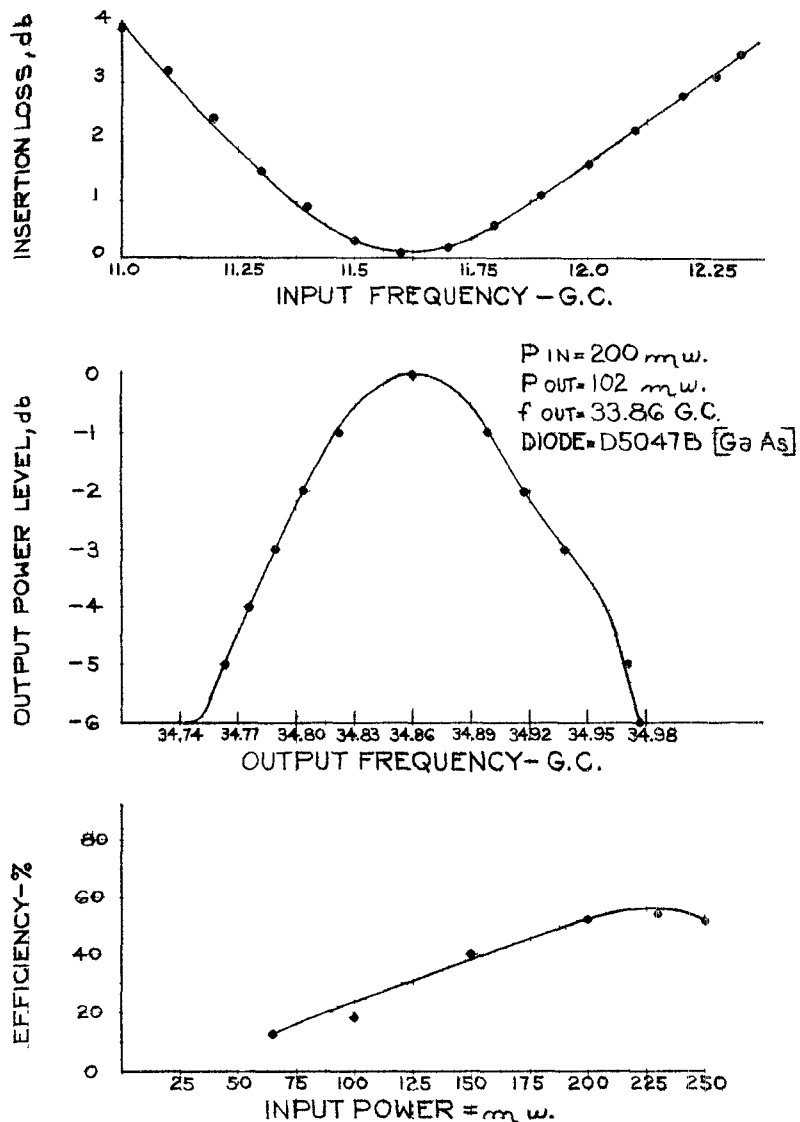 INSERTION LOSS, db
4
3
2
1
0
11.0 11.25 11.5 11.75 12.0 12.25
INPUT FREQUENCY - G.C.
P IN = 200 mw.
P OUT = 102 mw.
f OUT = 33.86 G.C.
DIODE = D5047B [Ga As]
OUTPUT POWER LEVEL, db
0
-1
-2
-3
-4
-5
-6
34.74 34.77 34.80 34.83 34.86 34.89 34.92 34.95 34.98
OUTPUT FREQUENCY - G.C.
EFFICIENCY-%
80
60
40
20
0
25 50 75 100 125 150 175 200 225 250
INPUT POWER = mw.